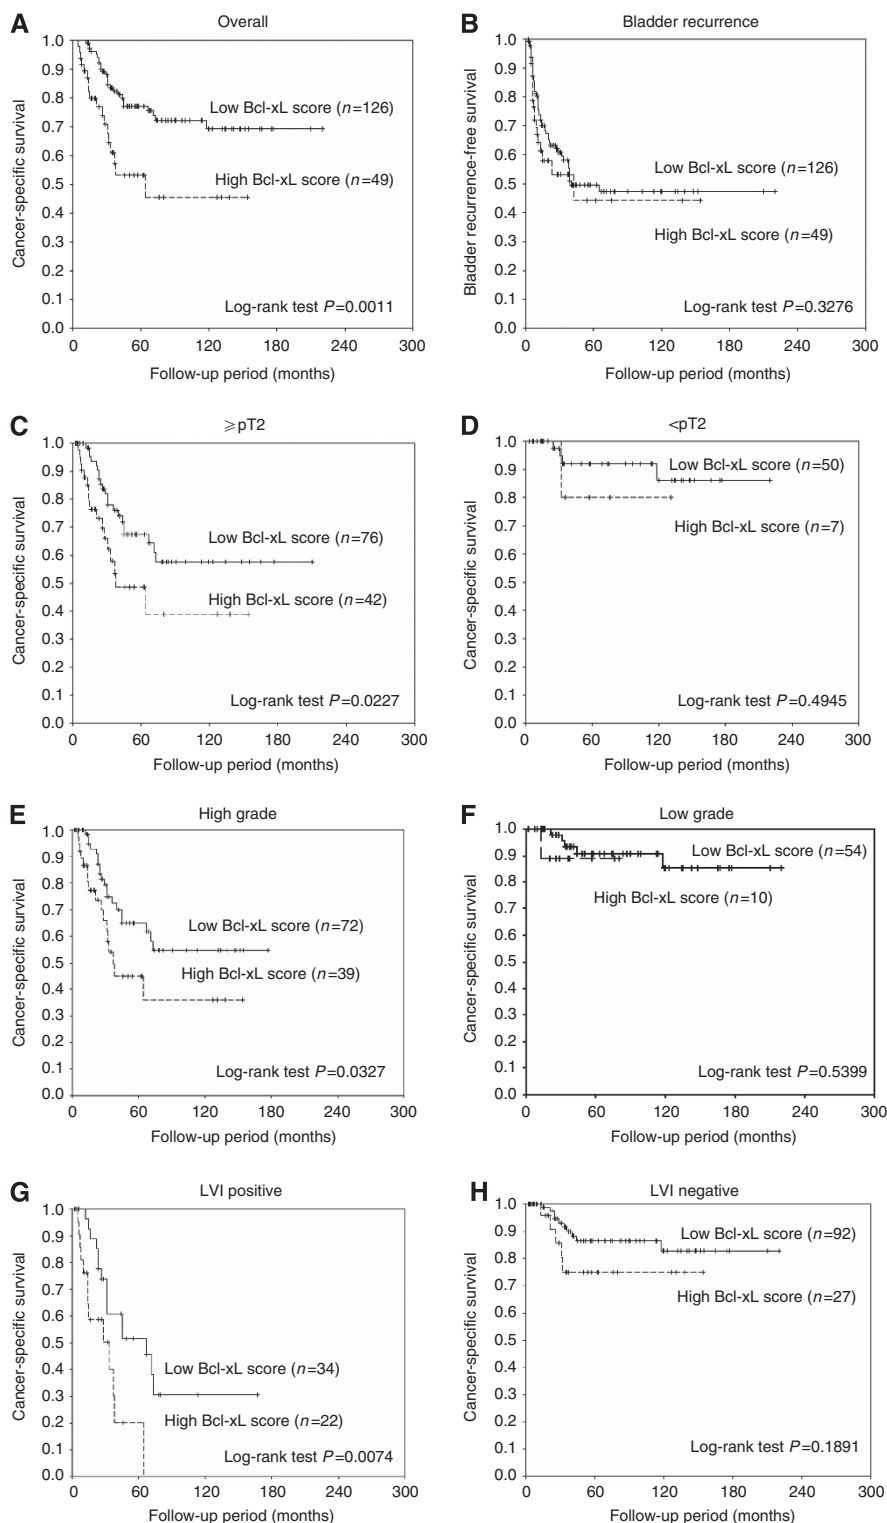 A
Overall
1.0
0.9
0.8
0.7
0.6
0.5
0.4
0.3
0.2
0.1
0.0
Cancer-specific survival
Low Bcl-xL score (n=126)
High Bcl-xL score (n=49)
Log-rank test P=0.0011
0 60 120 180 240 300
Follow-up period (months)
B
Bladder recurrence
1.0
0.9
0.8
0.7
0.6
0.5
0.4
0.3
0.2
0.1
0.0
Bladder recurrence-free survival
Low Bcl-xL score (n=126)
High Bcl-xL score (n=49)
Log-rank test P=0.3276
0 60 120 180 240 300
Follow-up period (months)
C
⩾pT2
1.0
0.9
0.8
0.7
0.6
0.5
0.4
0.3
0.2
0.1
0.0
Cancer-specific survival
Low Bcl-xL score (n=76)
High Bcl-xL score (n=42)
Log-rank test P=0.0227
0 60 120 180 240 300
Follow-up period (months)
D
<pT2
1.0
0.9
0.8
0.7
0.6
0.5
0.4
0.3
0.2
0.1
0.0
Cancer-specific survival
Low Bcl-xL score (n=50)
High Bcl-xL score (n=7)
Log-rank test P=0.4945
0 60 120 180 240 300
Follow-up period (months)
E
High grade
1.0
0.9
0.8
0.7
0.6
0.5
0.4
0.3
0.2
0.1
0.0
Cancer-specific survival
Low Bcl-xL score (n=72)
High Bcl-xL score (n=39)
Log-rank test P=0.0327
0 60 120 180 240 300
Follow-up period (months)
F
Low grade
1.0
0.9
0.8
0.7
0.6
0.5
0.4
0.3
0.2
0.1
0.0
Cancer-specific survival
Low Bcl-xL score (n=54)
High Bcl-xL score (n=10)
Log-rank test P=0.5399
0 60 120 180 240 300
Follow-up period (months)
G
LVI positive
1.0
0.9
0.8
0.7
0.6
0.5
0.4
0.3
0.2
0.1
0.0
Cancer-specific survival
Low Bcl-xL score (n=34)
High Bcl-xL score (n=22)
Log-rank test P=0.0074
0 60 120 180 240 300
Follow-up period (months)
H
LVI negative
1.0
0.9
0.8
0.7
0.6
0.5
0.4
0.3
0.2
0.1
0.0
Cancer-specific survival
Low Bcl-xL score (n=92)
High Bcl-xL score (n=27)
Log-rank test P=0.1891
0 60 120 180 240 300
Follow-up period (months)